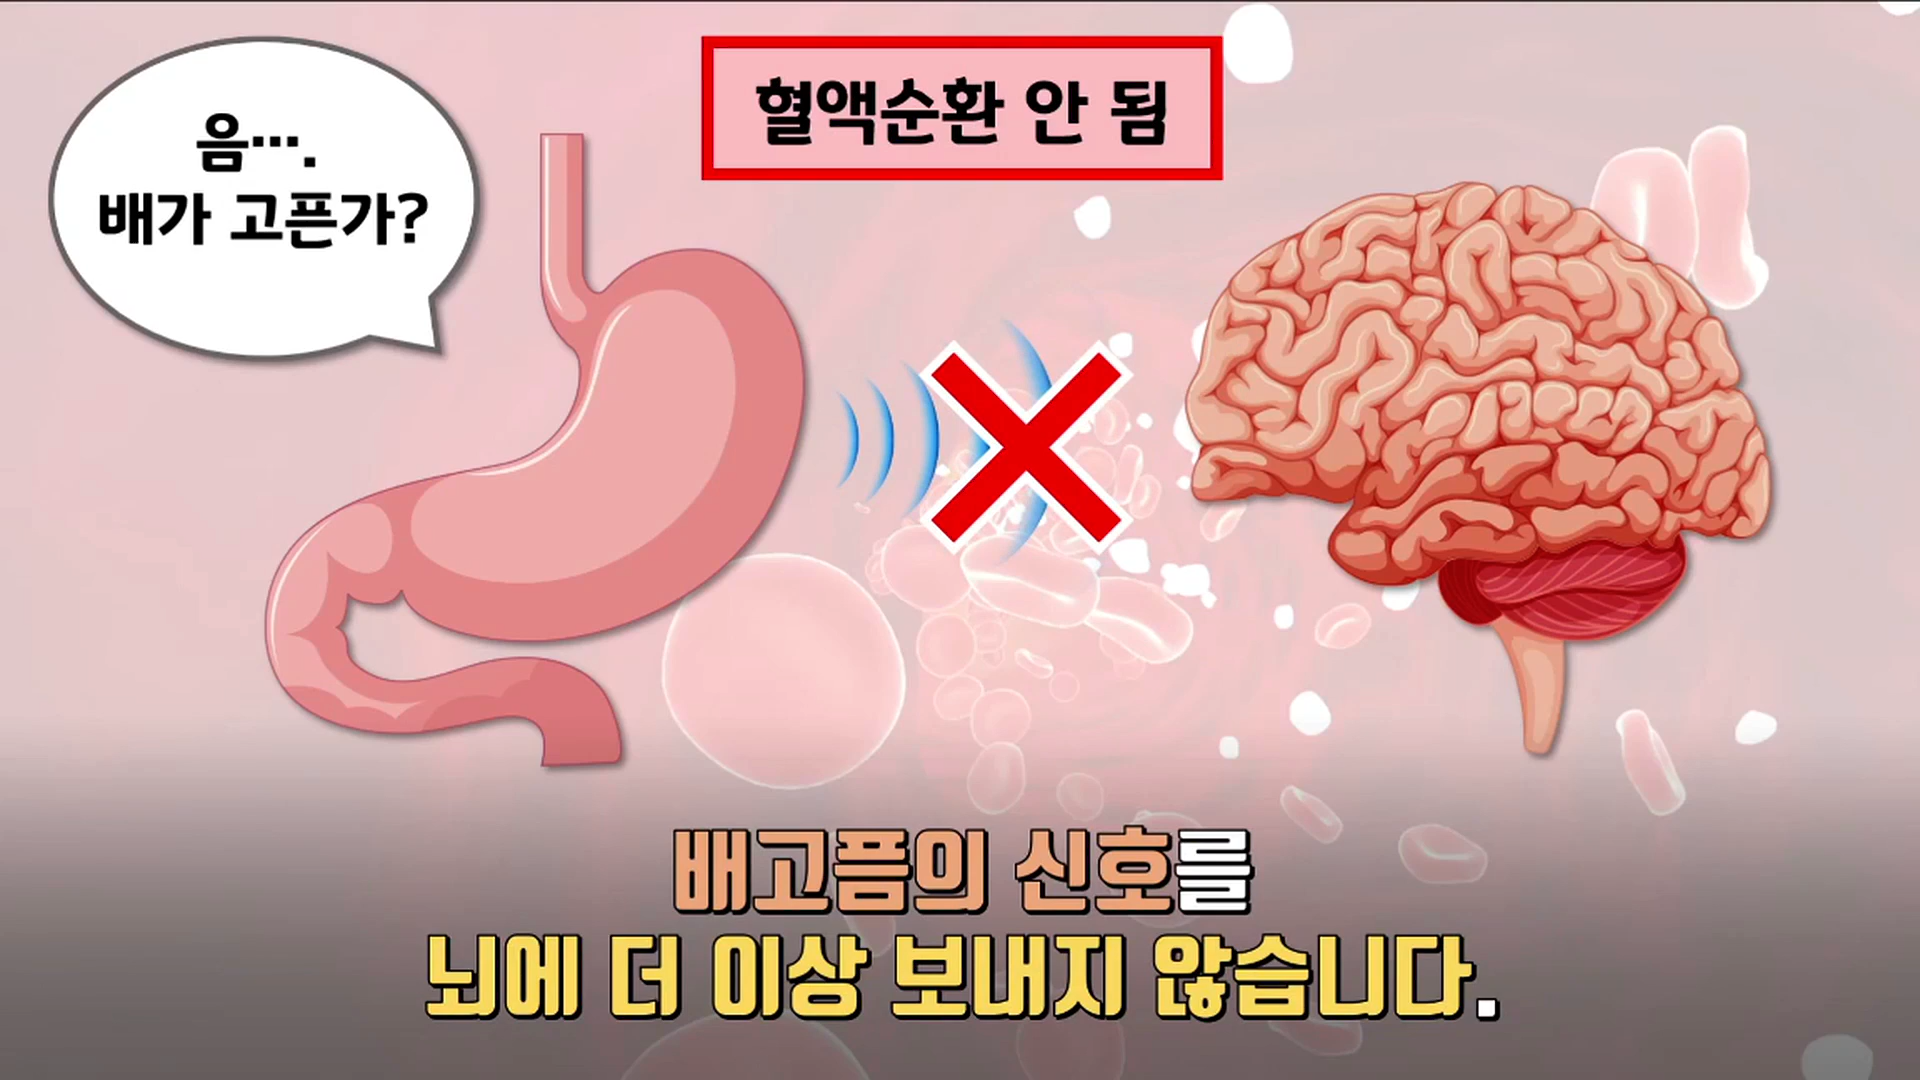 혈액순환 안 됨
음….
배가 고픈가?
배고픔의 신호를
뇌에 더 이상 보내지 않습니다.